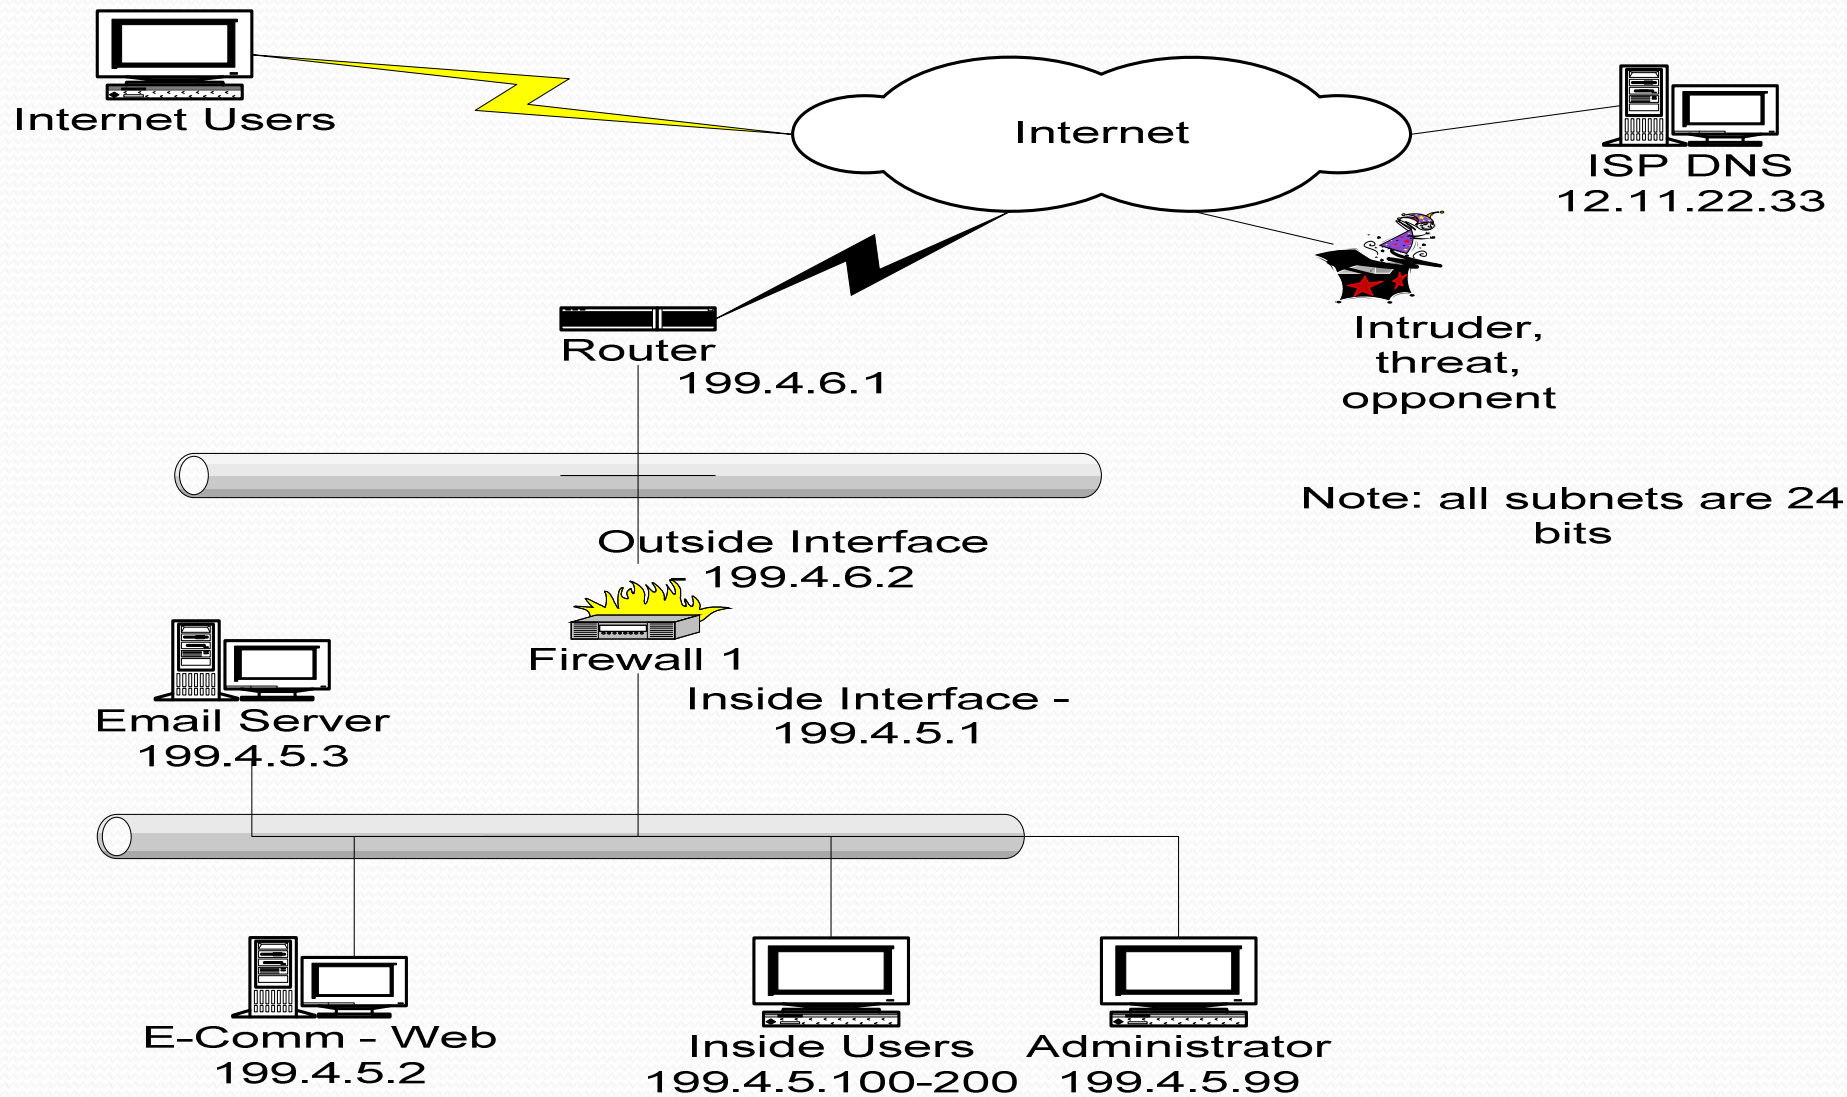 Internet Users
Internet
ISP DNS
12.11.22.33
Intruder,
threat,
opponent
Router
199.4.6.1
Note: all subnets are 24
bits
Outside Interface
- 199.4.6.2
Firewall 1
Inside Interface -
199.4.5.1
Email Server
199.4.5.3
E-Comm - Web
199.4.5.2
Inside Users
199.4.5.100-200
Administrator
199.4.5.99